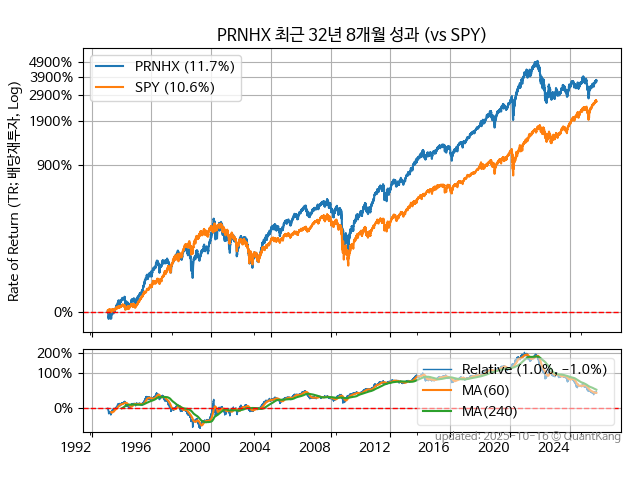 PRNHX 최근 32년 8개월 성과 (vs SPY)
Rate of Return (TR; 배당재투자, Log)
4900%
3900%
2900%
1900%
900%
0%
PRNHX (11.7%)
SPY (10.6%)
200%
100%
0%
Relative (1.0%, −1.0%)
MA(60)
MA(240)
1992 1996 2000 2004 2008 2012 2016 2020 2024
updated: 2025-10-16 © QuantKang